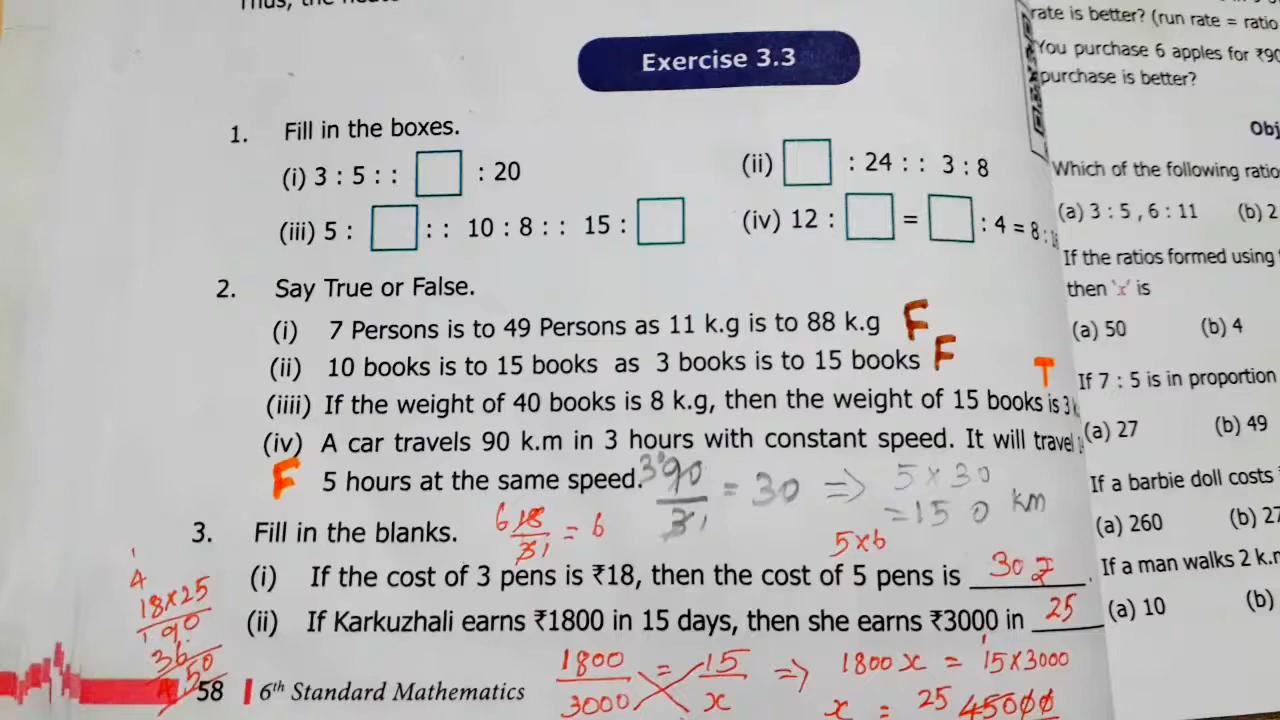 Thus, the
Exercise 3.3
1. Fill in the boxes.
(i) 3 : 5 : : : 20
(ii) : 24 : : 3 : 8
(iii) 5 : : : 10 : 8 : : 15 :
(iv) 12 : = : 4 = 8 :
2. Say True or False.
(i) 7 Persons is to 49 Persons as 11 k.g is to 88 k.g F
(ii) 10 books is to 15 books as 3 books is to 15 books F
(iiii) If the weight of 40 books is 8 k.g, then the weight of 15 books is 3 T
(iv) A car travels 90 k.m in 3 hours with constant speed. It will travel
F 5 hours at the same speed.
90/3 = 30 ⇒ 5 × 30
= 150 km
3. Fill in the blanks.
6 18/3 1 = 6
5×6
(i) If the cost of 3 pens is ₹18, then the cost of 5 pens is 30 ₹.
(ii) If Karkuzhali earns ₹1800 in 15 days, then she earns ₹3000 in 25
4
18×25
90
36
1800/3000 = 15/x ⇒ 1800x = 15×3000
x = 25 45000
58 6th Standard Mathematics
rate is better? (run rate = ratio
You purchase 6 apples for ₹90
purchase is better?
Obj
Which of the following ratio
(a) 3 : 5 , 6 : 11 (b) 2
If the ratios formed using
then 'x' is
(a) 50 (b) 4
If 7 : 5 is in proportion
(a) 27 (b) 49
If a barbie doll costs
(a) 260 (b) 27
If a man walks 2 k.m
(a) 10 (b)